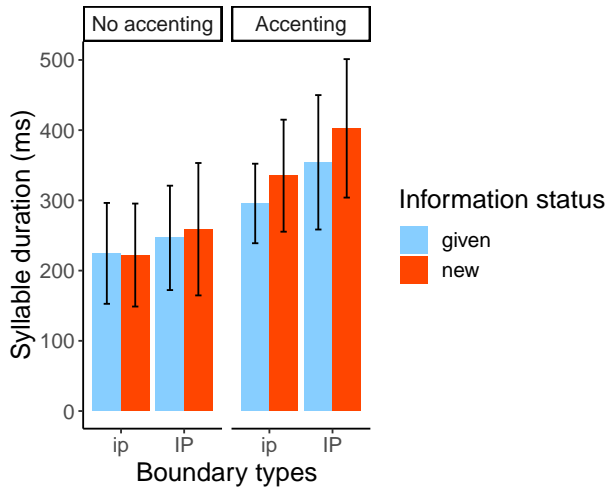 No accenting
Accenting
Syllable duration (ms)
500
400
300
200
100
0
ip
IP
ip
IP
Boundary types
Information status
given
new